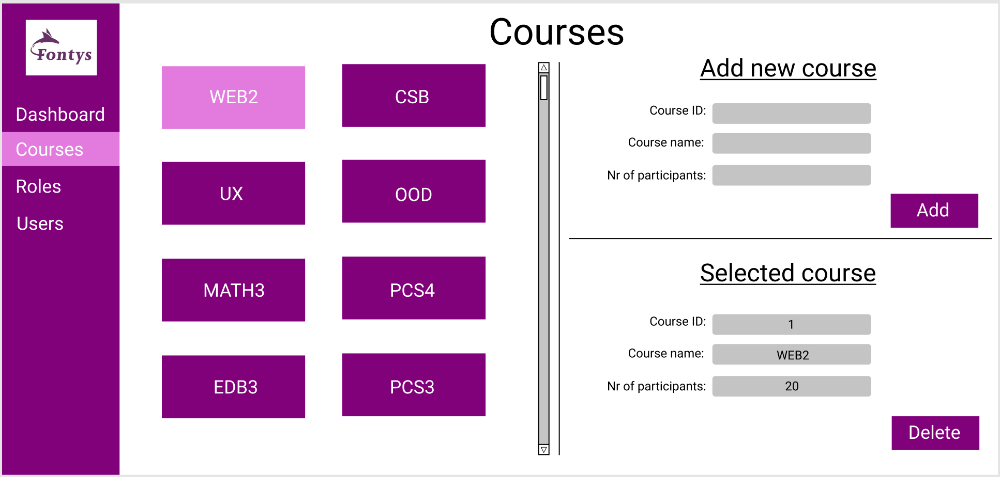 Fontys
Dashboard
Courses
Roles
Users
Courses
WEB2
CSB
UX
OOD
MATH3
PCS4
EDB3
PCS3
Add new course
Course ID:
Course name:
Nr of participants:
Add
Selected course
Course ID: 1
Course name: WEB2
Nr of participants: 20
Delete